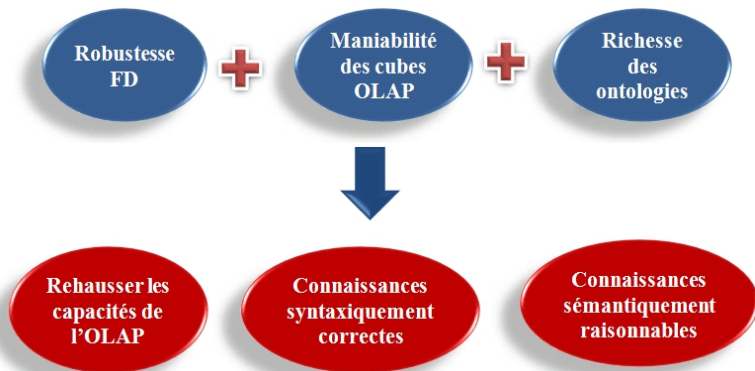 Robustesse
FD
Maniabilité
des cubes
OLAP
Richesse
des
ontologies
Rehausser les
capacités de
l'OLAP
Connaissances
syntaxiquement
correctes
Connaissances
sémantiquement
raisonnables